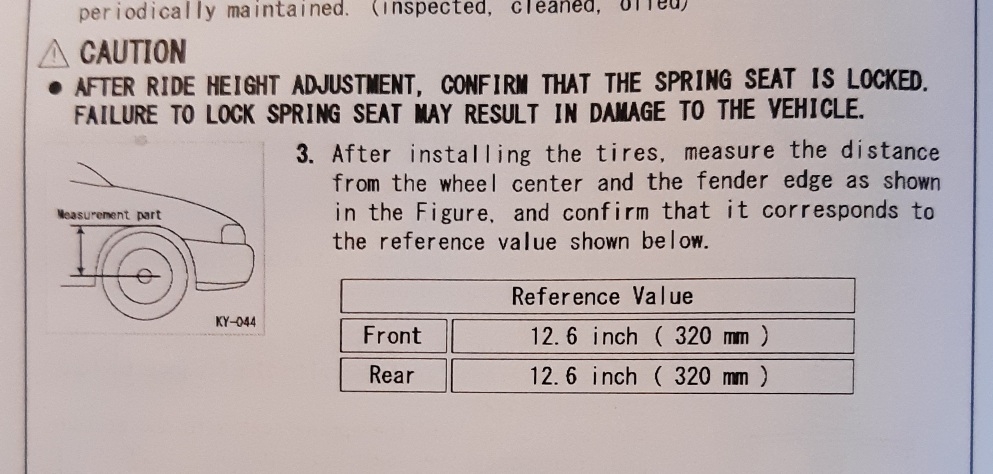 periodically maintained. (inspected, cleaned, oiled)
CAUTION
● AFTER RIDE HEIGHT ADJUSTMENT, CONFIRM THAT THE SPRING SEAT IS LOCKED.
FAILURE TO LOCK SPRING SEAT MAY RESULT IN DAMAGE TO THE VEHICLE.
3. After installing the tires, measure the distance
from the wheel center and the fender edge as shown
in the Figure, and confirm that it corresponds to
the reference value shown below.
Measurement part
KY-044
Reference Value
Front 12.6 inch ( 320 mm )
Rear 12.6 inch ( 320 mm )